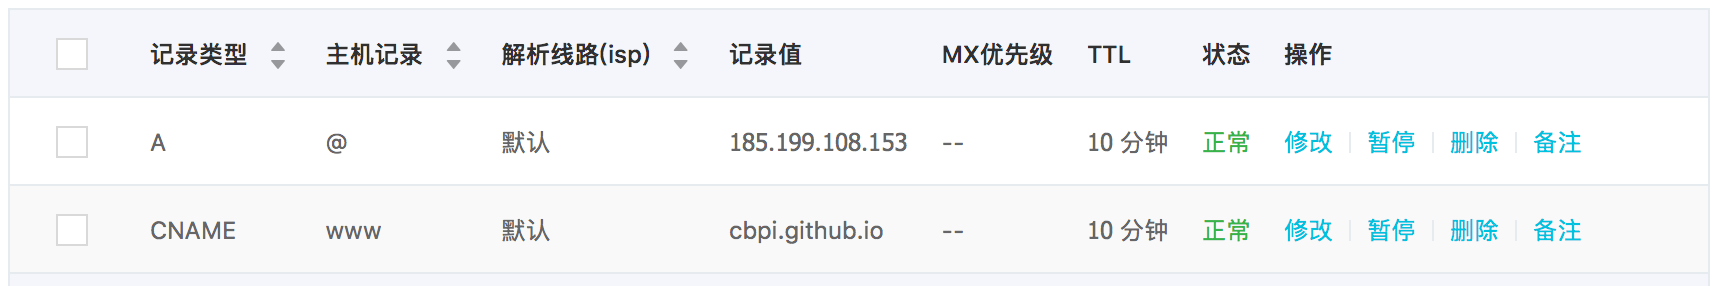 记录类型 主机记录 解析线路(isp) 记录值 MX优先级 TTL 状态 操作
A @ 默认 185.199.108.153 -- 10 分钟 正常 修改 暂停 删除 备注
CNAME www 默认 cbpi.github.io -- 10 分钟 正常 修改 暂停 删除 备注